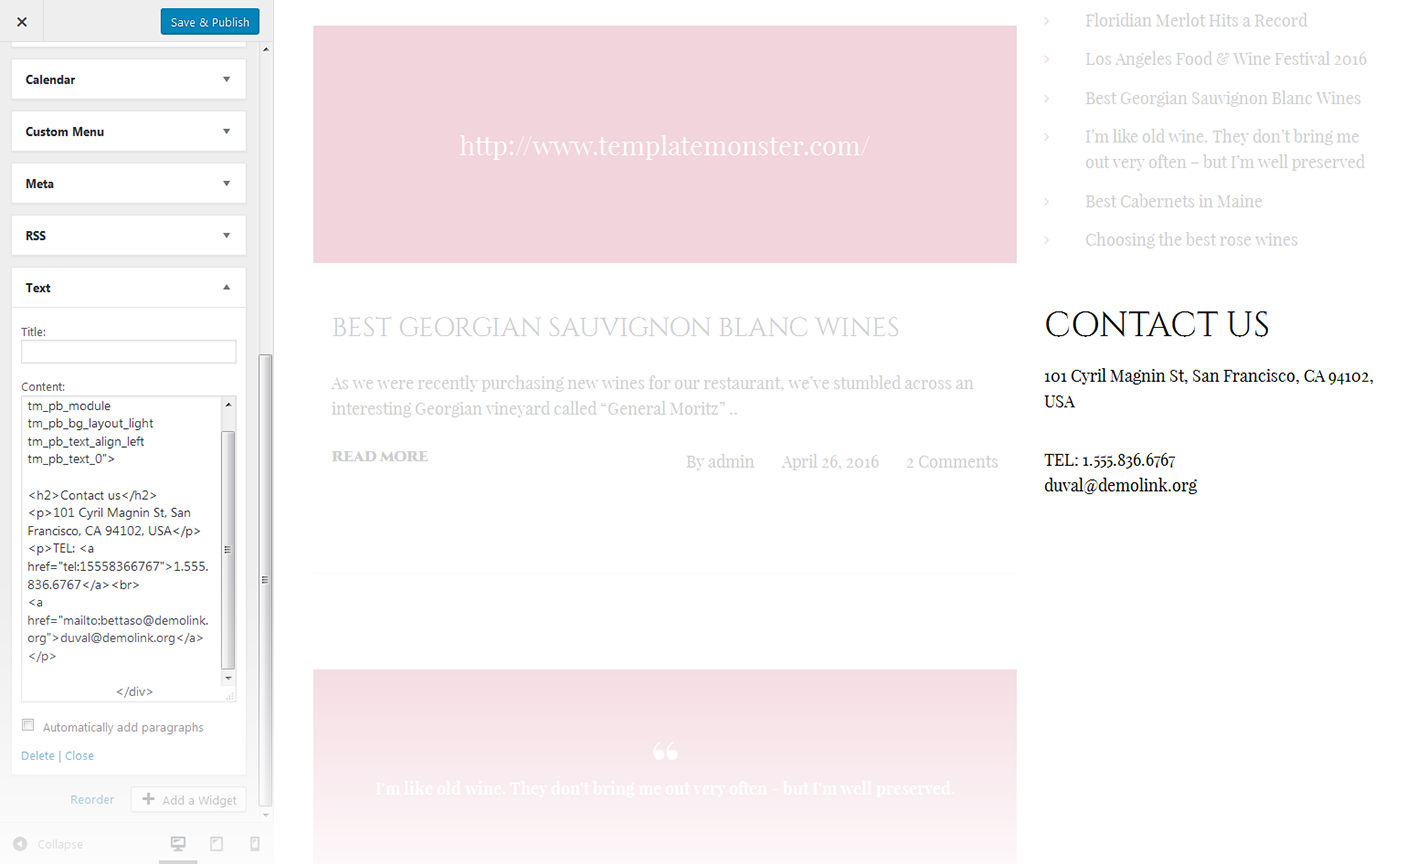 Save & Publish
Calendar
Custom Menu
Meta
RSS
Text
Title:
Content:
tm_pb_module
tm_pb_bg_layout_light
tm_pb_text_align_left
tm_pb_text_0">
<h2>Contact us</h2>
<p>101 Cyril Magnin St, San
Francisco, CA 94102, USA</p>
<p>TEL: <a
href="tel:15558366767">1.555.
836.6767</a><br>
<a
href="mailto:bettaso@demolink.
org">duval@demolink.org</a>
</p>
</div>
Automatically add paragraphs
Delete | Close
Reorder
Add a Widget
Collapse
http://www.templatemonster.com/
BEST GEORGIAN SAUVIGNON BLANC WINES
As we were recently purchasing new wines for our restaurant, we’ve stumbled across an
interesting Georgian vineyard called “General Moritz” ..
READ MORE
By admin April 26, 2016 2 Comments
“
I'm like old wine. They don't bring me out very often - but I'm well preserved.
Floridian Merlot Hits a Record
Los Angeles Food & Wine Festival 2016
Best Georgian Sauvignon Blanc Wines
I’m like old wine. They don’t bring me
out very often – but I’m well preserved
Best Cabernets in Maine
Choosing the best rose wines
CONTACT US
101 Cyril Magnin St, San Francisco, CA 94102,
USA
TEL: 1.555.836.6767
duval@demolink.org